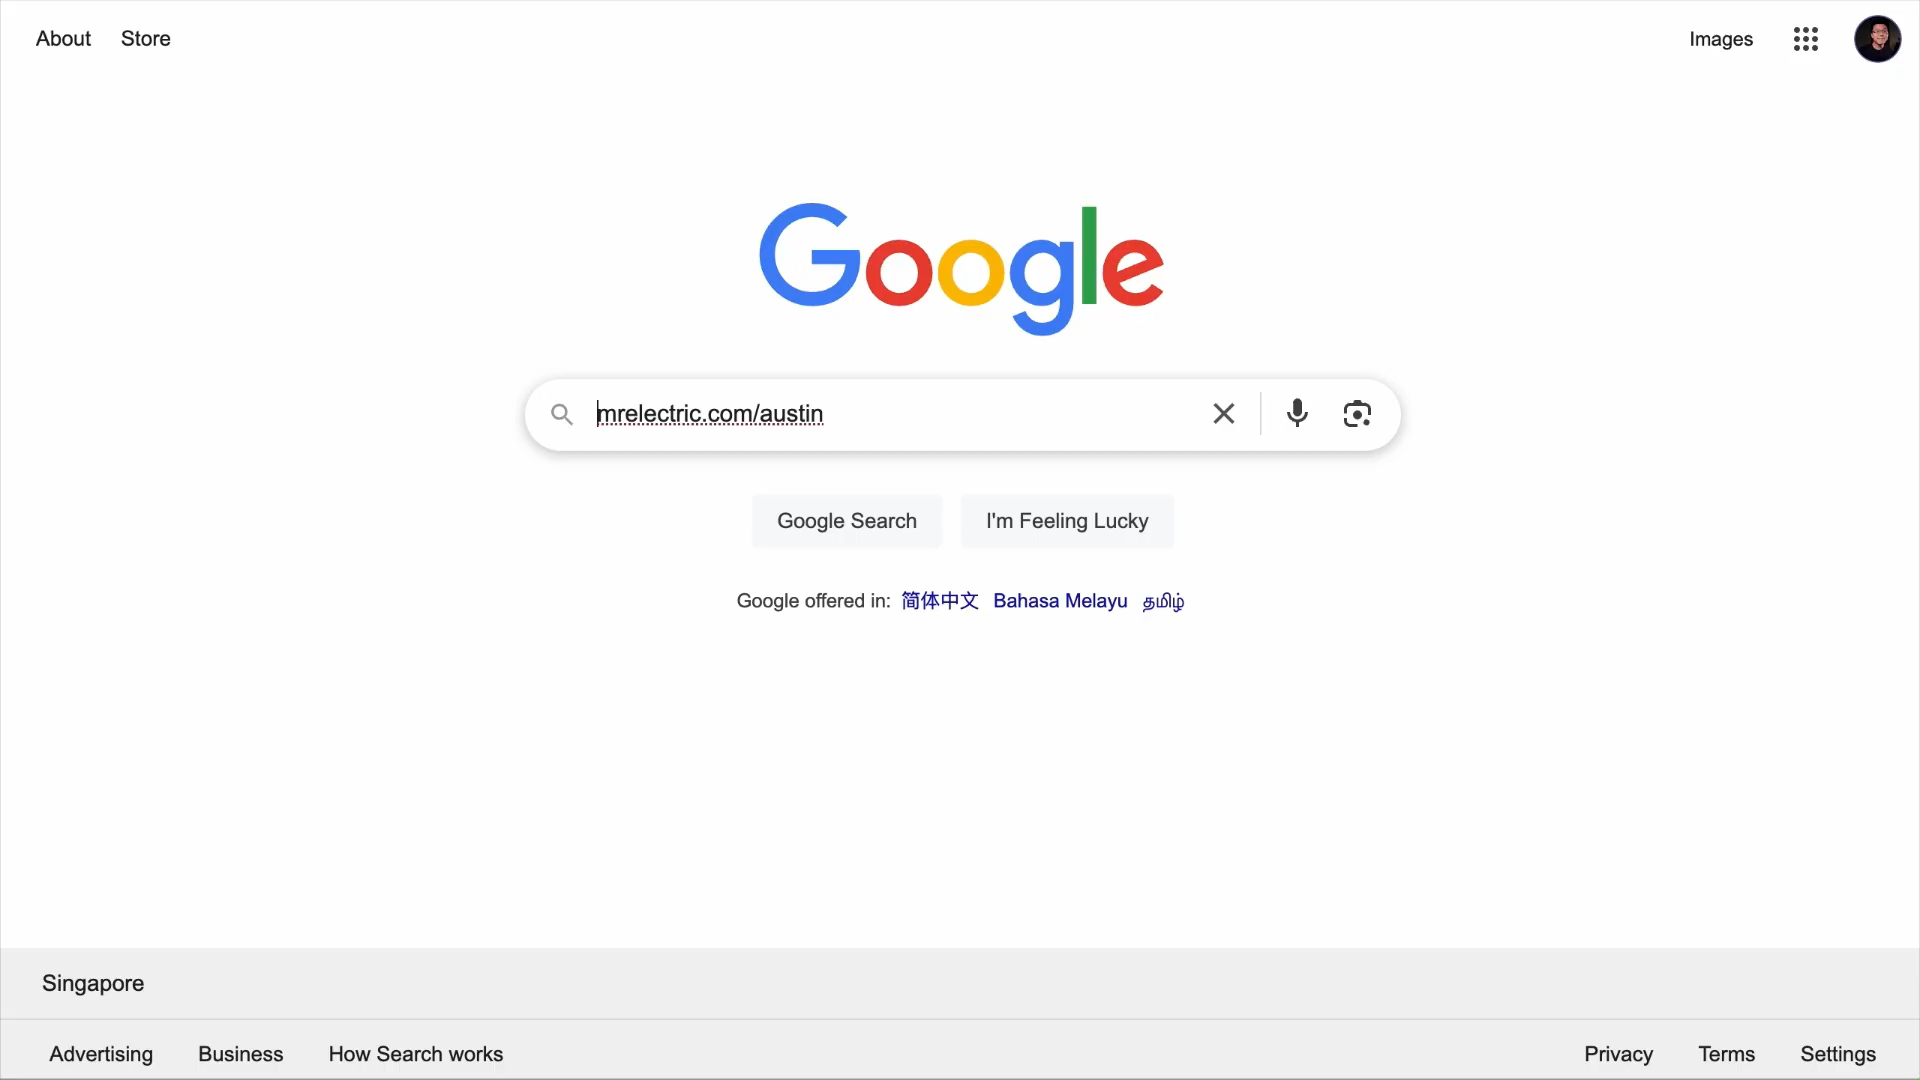 About Store Images
Google
mrelectric.com/austin
Google Search I'm Feeling Lucky
Google offered in: 简体中文 Bahasa Melayu தமிழ்
Singapore
Advertising Business How Search works Privacy Terms Settings